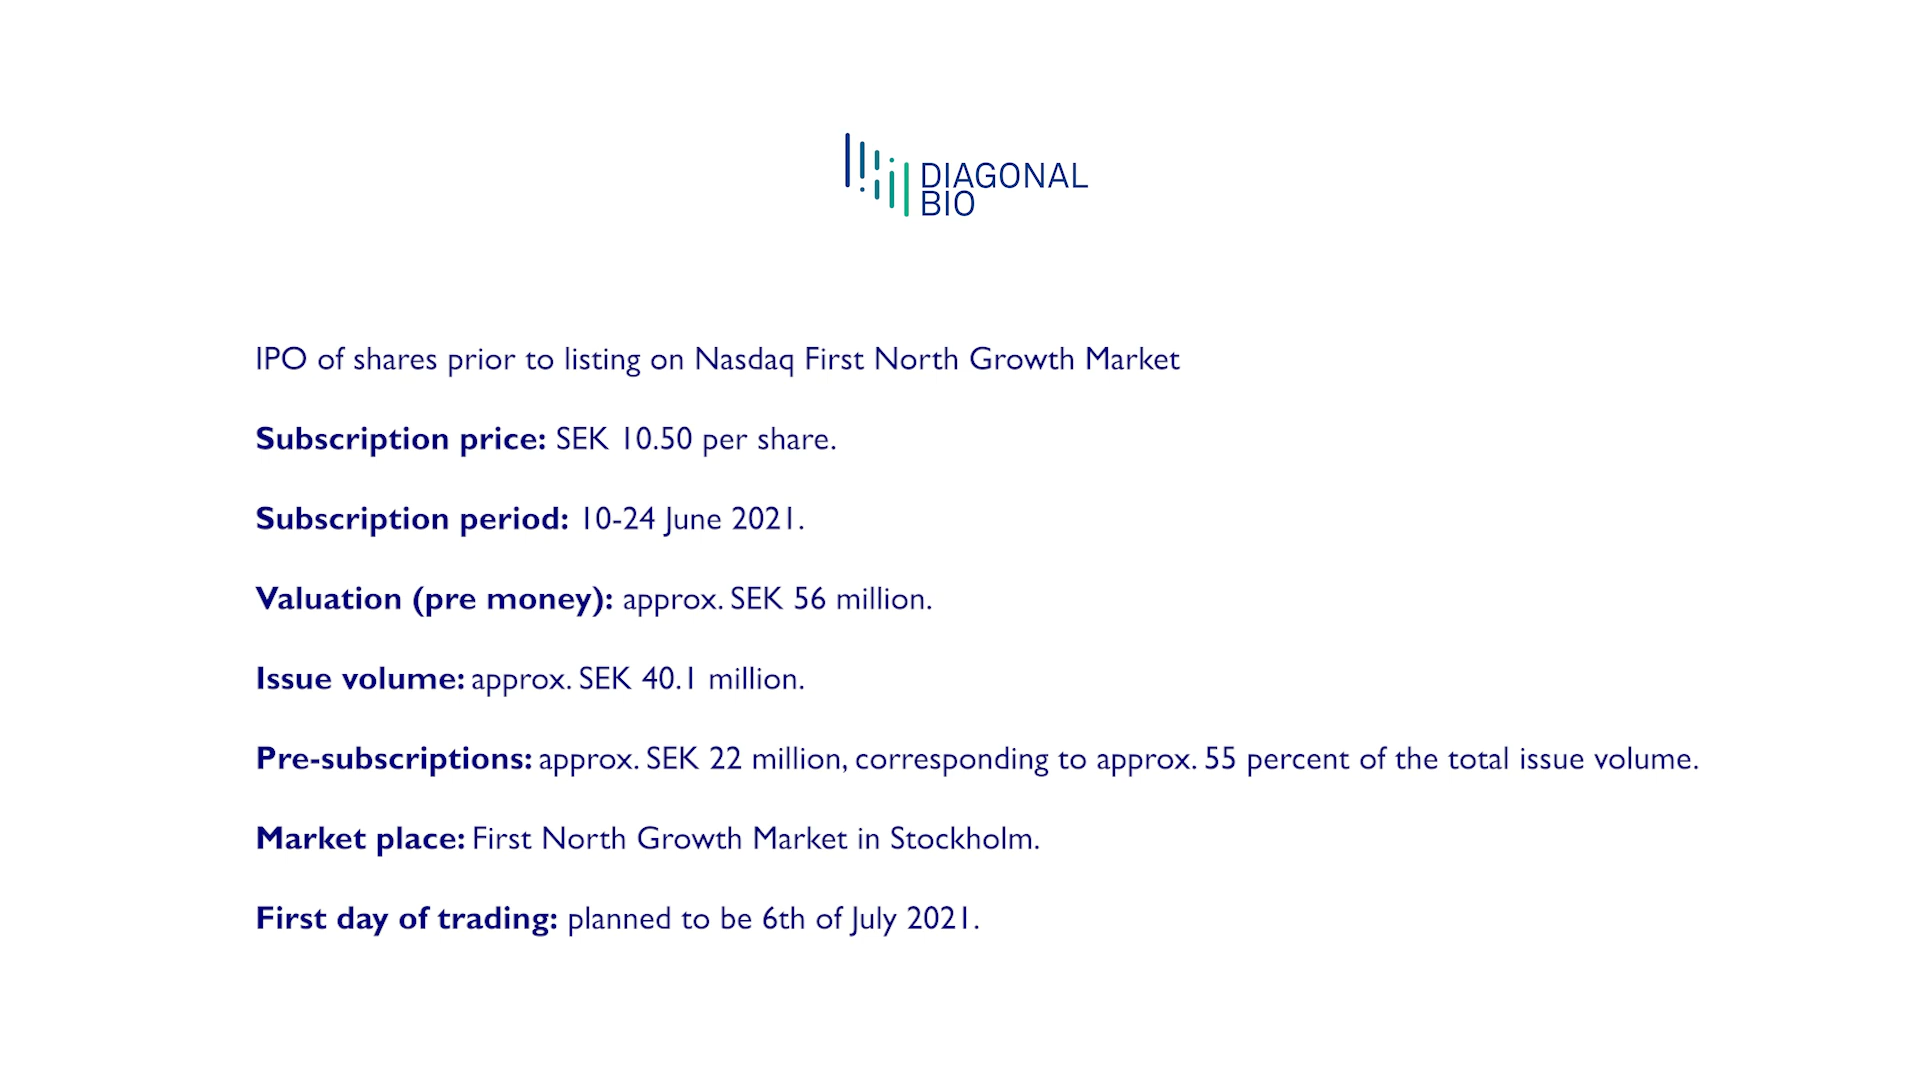 DIAGONAL
BIO
IPO of shares prior to listing on Nasdaq First North Growth Market
Subscription price: SEK 10.50 per share.
Subscription period: 10-24 June 2021.
Valuation (pre money): approx. SEK 56 million.
Issue volume: approx. SEK 40.1 million.
Pre-subscriptions: approx. SEK 22 million, corresponding to approx. 55 percent of the total issue volume.
Market place: First North Growth Market in Stockholm.
First day of trading: planned to be 6th of July 2021.